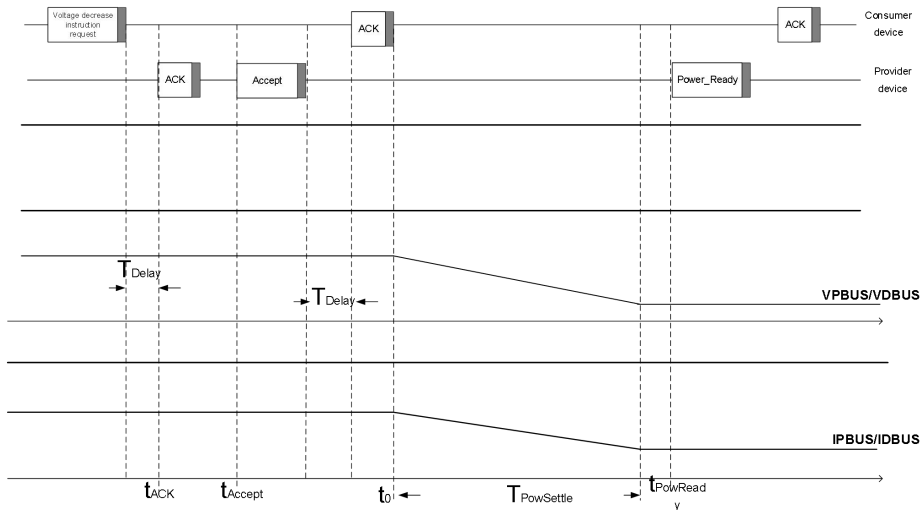 Voltage decrease
instruction
request
ACK
Consumer
device
ACK
ACK
Accept
Power_Ready
Provider
device
TDelay
TDelay
VPBUS/VDBUS
IPBUS/IDBUS
tACK
tAccept
t0
TPowSettle
tPowRead
y